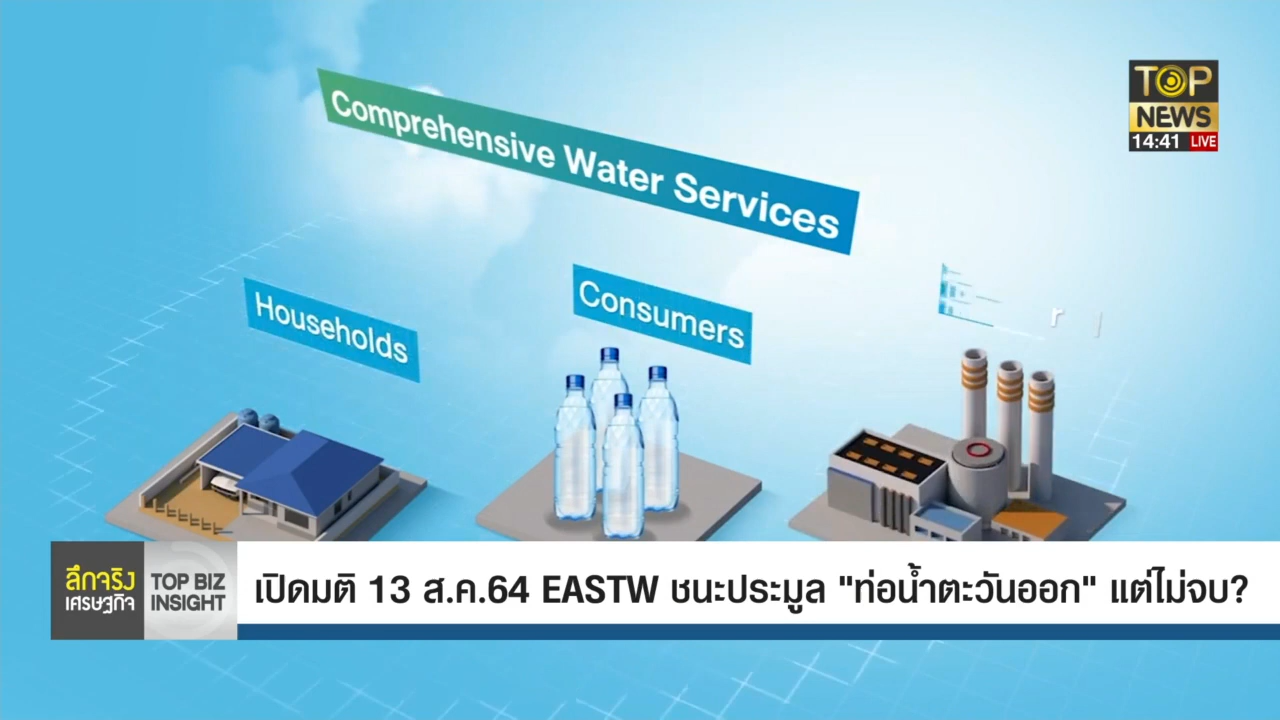 TOP
NEWS
14:41 LIVE
Comprehensive Water Services
Households
Consumers
ลึกจริง
เศรษฐกิจ
TOP BIZ
INSIGHT
เปิดมติ 13 ส.ค.64 EASTW ชนะประมูล "ท่อน้ำตะวันออก" แต่ไม่จบ?